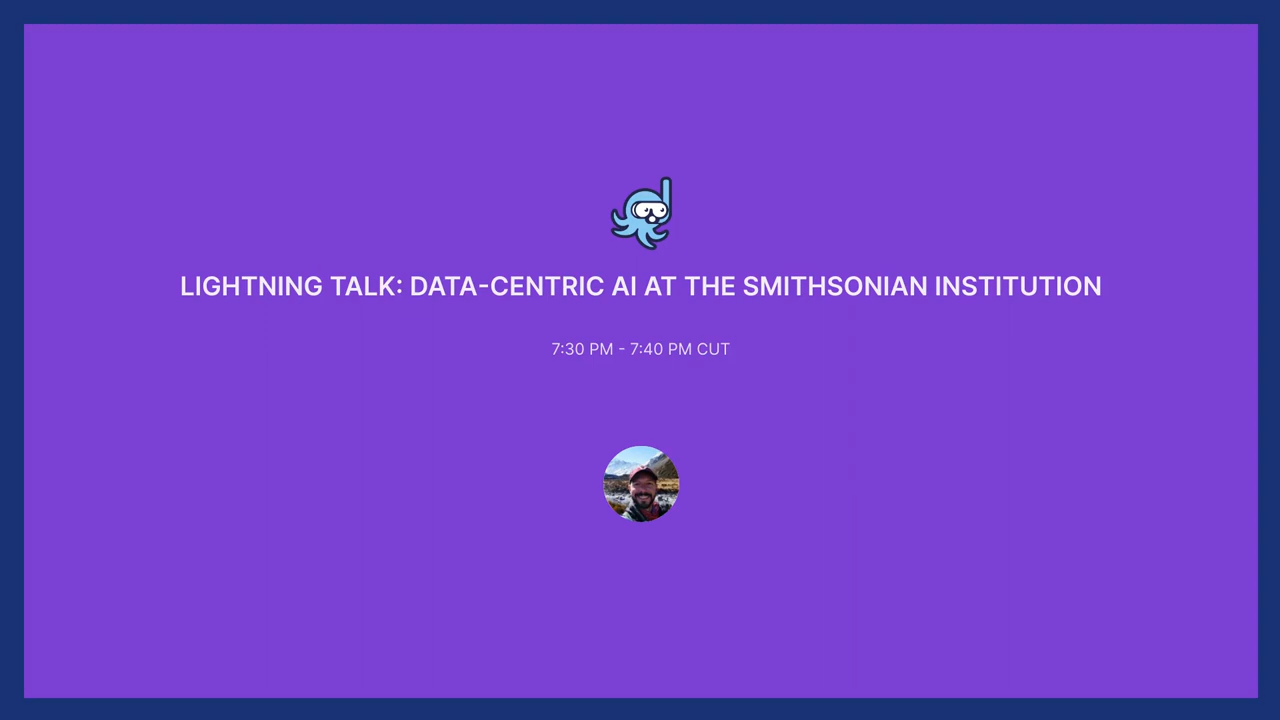 LIGHTNING TALK: DATA-CENTRIC AI AT THE SMITHSONIAN INSTITUTION
7:30 PM - 7:40 PM CUT